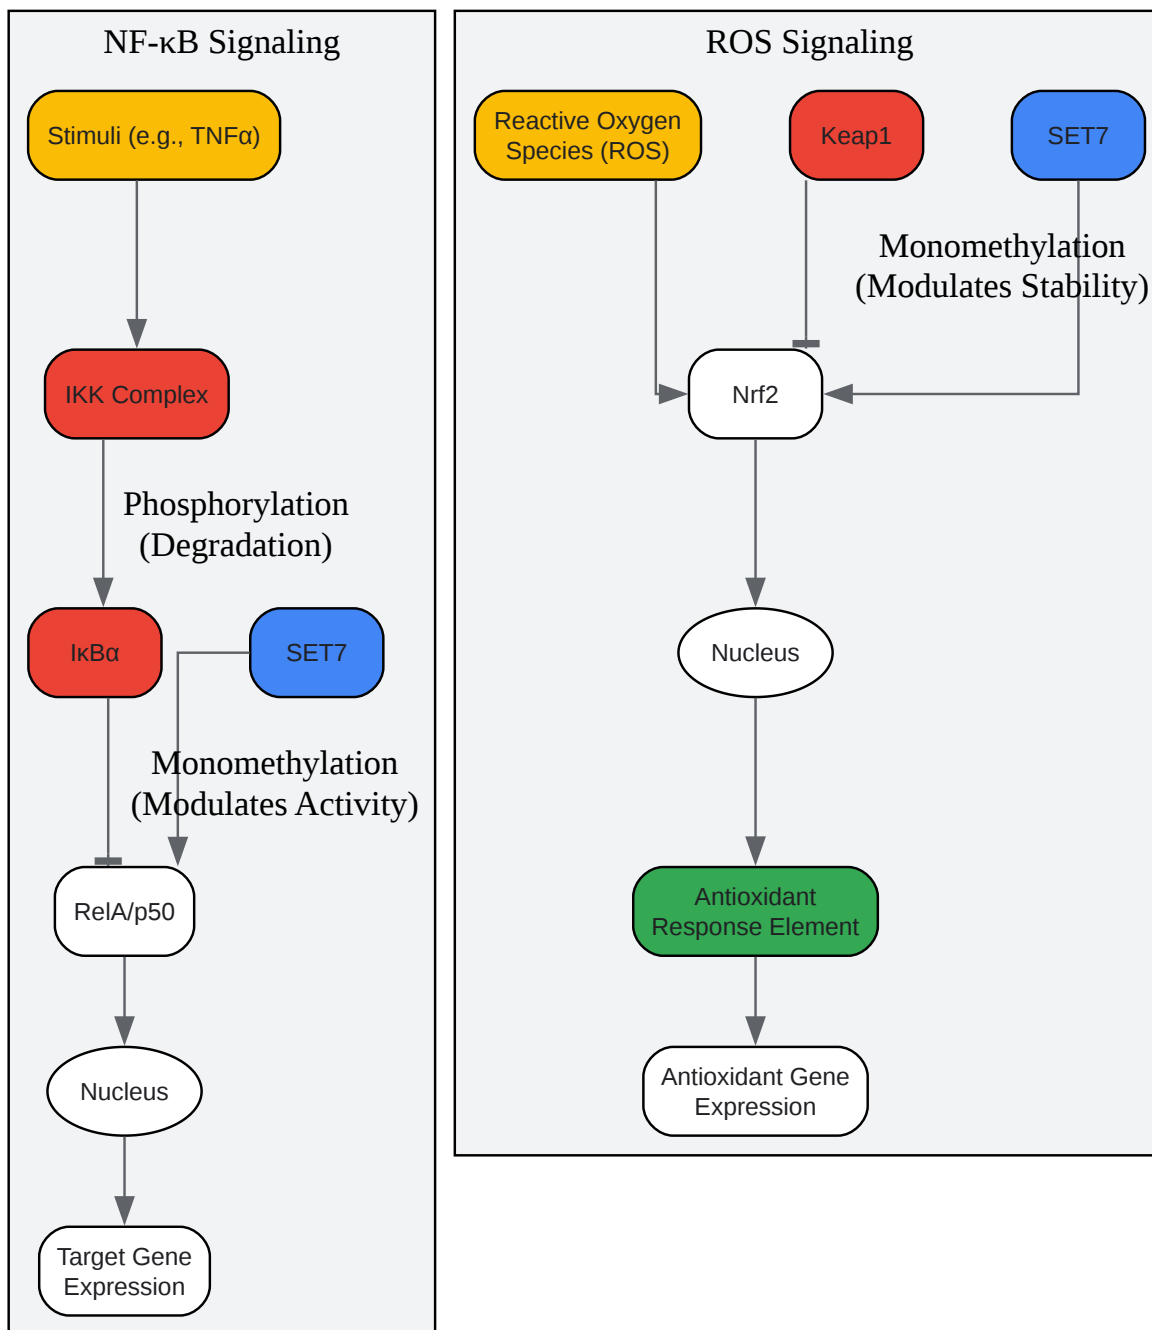 NF-κB Signaling
Stimuli (e.g., TNFα)
IKK Complex
Phosphorylation
(Degradation)
IκBα
SET7
Monomethylation
(Modulates Activity)
RelA/p50
Nucleus
Target Gene
Expression
ROS Signaling
Reactive Oxygen
Species (ROS)
Keap1
SET7
Monomethylation
(Modulates Stability)
Nrf2
Nucleus
Antioxidant
Response Element
Antioxidant Gene
Expression